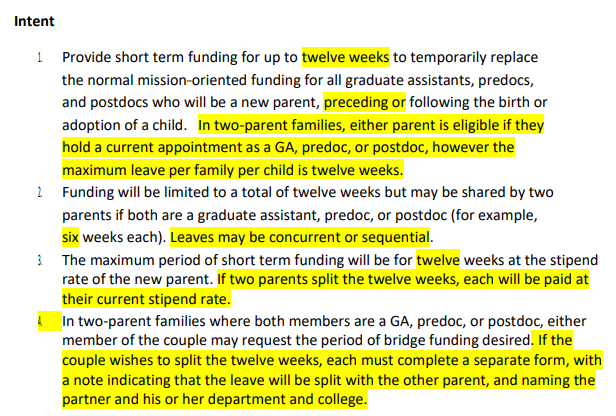 Intent
1 Provide short term funding for up to twelve weeks to temporarily replace
the normal mission-oriented funding for all graduate assistants, predocs,
and postdocs who will be a new parent, preceding or following the birth or
adoption of a child. In two-parent families, either parent is eligible if they
hold a current appointment as a GA, predoc, or postdoc, however the
maximum leave per family per child is twelve weeks.
2 Funding will be limited to a total of twelve weeks but may be shared by two
parents if both are a graduate assistant, predoc, or postdoc (for example,
six weeks each). Leaves may be concurrent or sequential.
3 The maximum period of short term funding will be for twelve weeks at the stipend
rate of the new parent. If two parents split the twelve weeks, each will be paid at
their current stipend rate.
4 In two-parent families where both members are a GA, predoc, or postdoc, either
member of the couple may request the period of bridge funding desired. If the
couple wishes to split the twelve weeks, each must complete a separate form, with
a note indicating that the leave will be split with the other parent, and naming the
partner and his or her department and college.